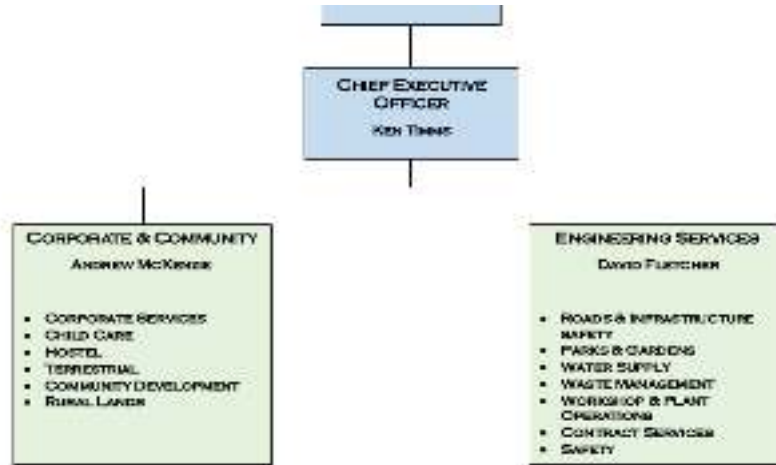 CHIEF EXECUTIVE
OFFICER
KEN TIMMS
CORPORATE & COMMUNITY
ANDREW MCKENZIE
• CORPORATE SERVICES
• CHILD CARE
• HOSTEL
• TERRESTRIAL
• COMMUNITY DEVELOPMENT
• RURAL LANDS
ENGINEERING SERVICES
DAVID FLETCHER
• ROADS & INFRASTRUCTURE
SAFETY
• PARKS & GARDENS
• WATER SUPPLY
• WASTE MANAGEMENT
• WORKSHOP & PLANT
OPERATIONS
• CONTRACT SERVICES
• SAFETY